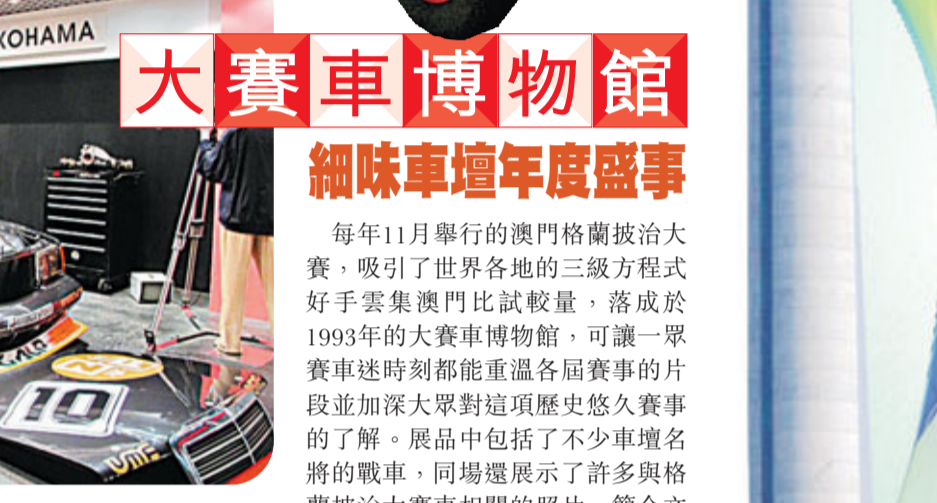 KOHAMA
大賽車博物館
細味車壇年度盛事
每年11月舉行的澳門格蘭披治大
賽,吸引了世界各地的三級方程式
好手雲集澳門比試較量,落成於
1993年的大賽車博物館,可讓一眾
賽車迷時刻都能重溫各屆賽事的片
段並加深大眾對這項歷史悠久賽事
的了解。展品中包括了不少車壇名
將的戰車,同場還展示了許多與格
10